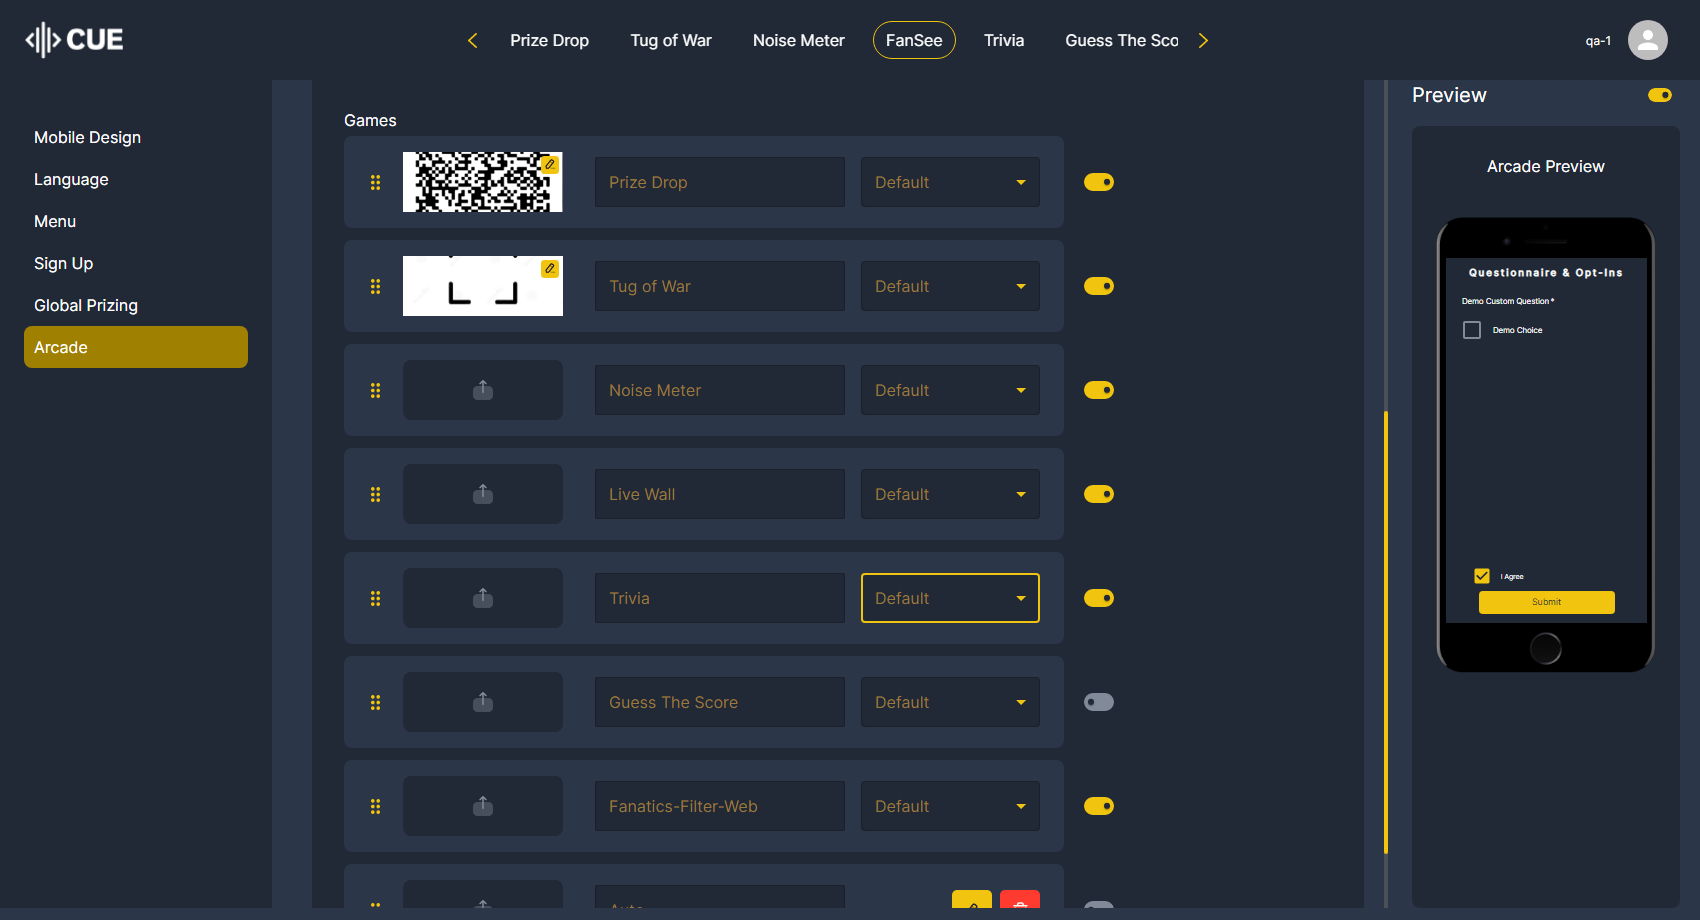 CUE
Prize Drop
Tug of War
Noise Meter
FanSee
Trivia
Guess The Sco
qa-1
Mobile Design
Language
Menu
Sign Up
Global Prizing
Arcade
Games
Prize Drop
Default
Tug of War
Default
Noise Meter
Default
Live Wall
Default
Trivia
Default
Guess The Score
Default
Fanatics-Filter-Web
Default
Auto
Preview
Arcade Preview
Questionnaire & Opt-Ins
Demo Custom Question *
Demo Choice
I Agree
Submit